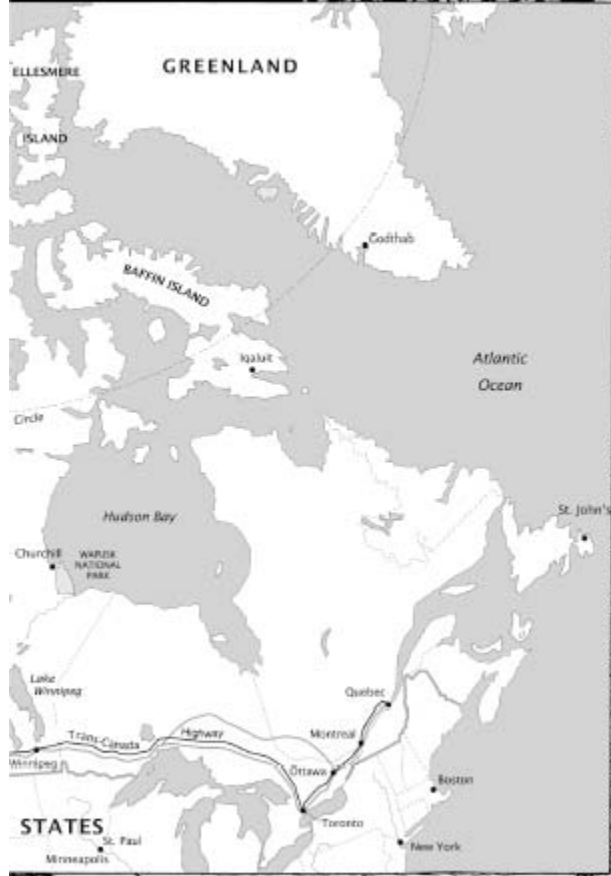 ELLESMERE
ISLAND
GREENLAND
Godthab
BAFFIN ISLAND
Iqaluit
Atlantic
Ocean
Circle
Hudson Bay
St. John's
Churchill
WAPUSK
NATIONAL
PARK
Lake
Winnipeg
Quebec
Trans-Canada Highway
Montreal
Winnipeg
Ottawa
Boston
Toronto
STATES
St. Paul
Minneapolis
New York